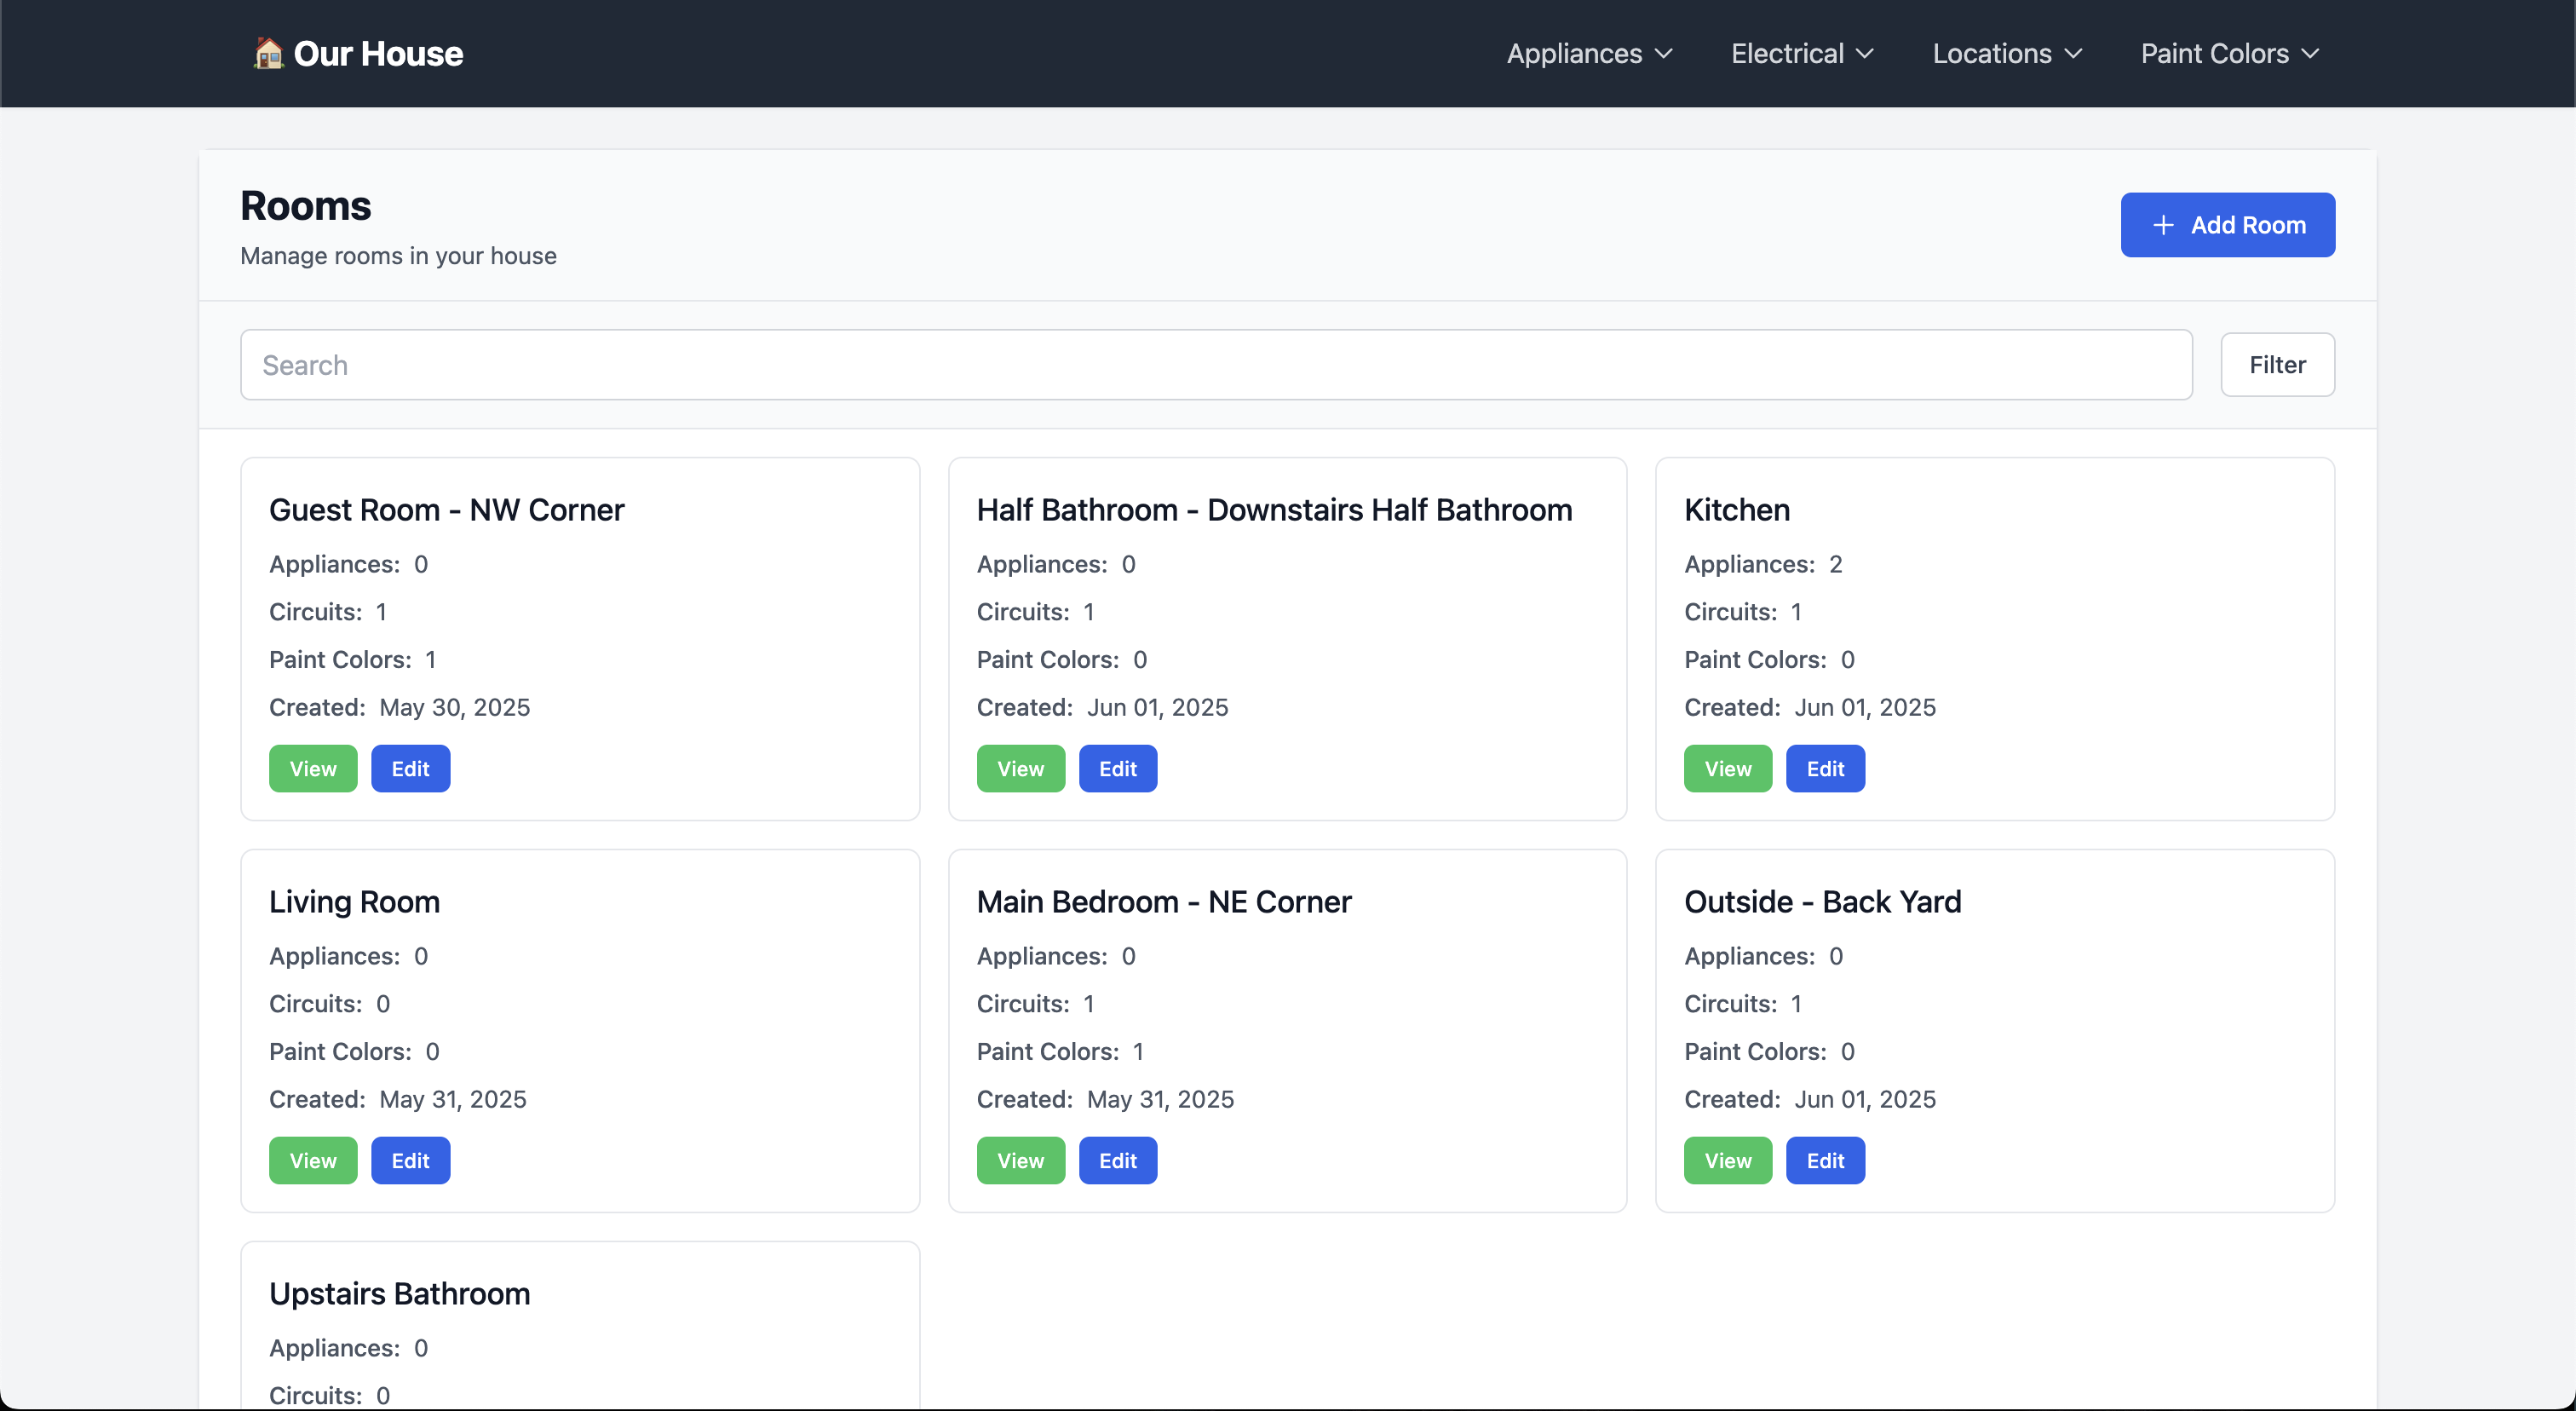 🏠 Our House
Appliances
Electrical
Locations
Paint Colors
Rooms
Manage rooms in your house
+ Add Room
Search
Filter
Guest Room - NW Corner
Appliances: 0
Circuits: 1
Paint Colors: 1
Created: May 30, 2025
View
Edit
Half Bathroom - Downstairs Half Bathroom
Appliances: 0
Circuits: 1
Paint Colors: 0
Created: Jun 01, 2025
View
Edit
Kitchen
Appliances: 2
Circuits: 1
Paint Colors: 0
Created: Jun 01, 2025
View
Edit
Living Room
Appliances: 0
Circuits: 0
Paint Colors: 0
Created: May 31, 2025
View
Edit
Main Bedroom - NE Corner
Appliances: 0
Circuits: 1
Paint Colors: 1
Created: May 31, 2025
View
Edit
Outside - Back Yard
Appliances: 0
Circuits: 1
Paint Colors: 0
Created: Jun 01, 2025
View
Edit
Upstairs Bathroom
Appliances: 0
Circuits: 0